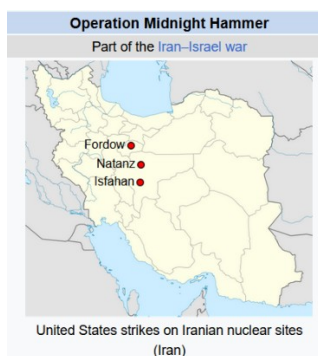 Operation Midnight Hammer
Part of the Iran–Israel war
Fordow
Natanz
Isfahan
United States strikes on Iranian nuclear sites
(Iran)